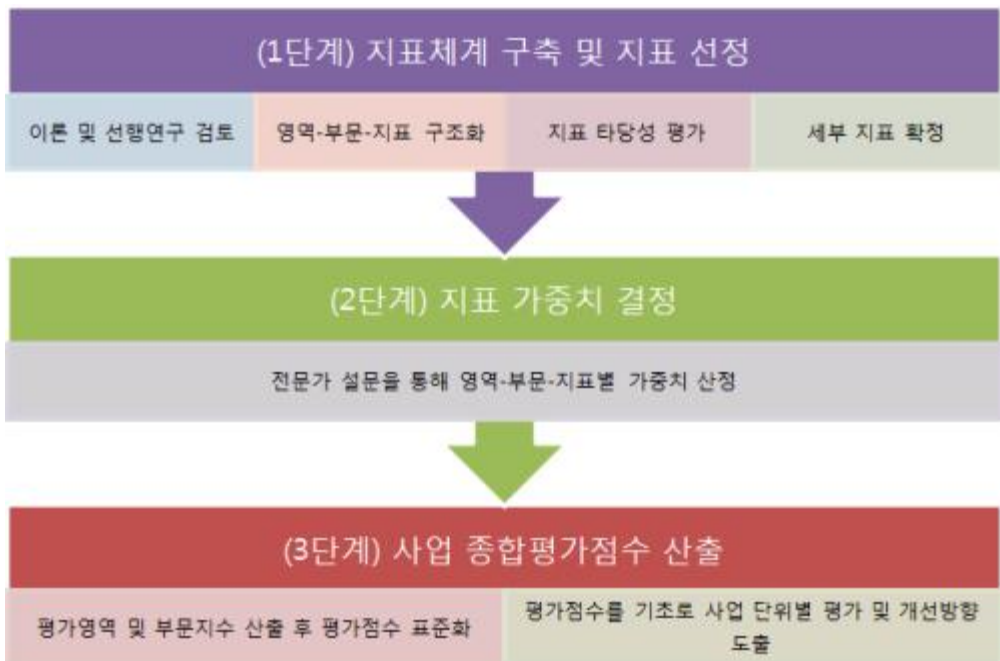 (1단계) 지표체계 구축 및 지표 선정
이론 및 선행연구 검토
영역-부문-지표 구조화
지표 타당성 평가
세부 지표 확정
(2단계) 지표 가중치 결정
전문가 설문을 통해 영역-부문-지표별 가중치 산정
(3단계) 사업 종합평가점수 산출
평가영역 및 부문지수 산출 후 평가점수 표준화
평가점수를 기초로 사업 단위별 평가 및 개선방향
도출